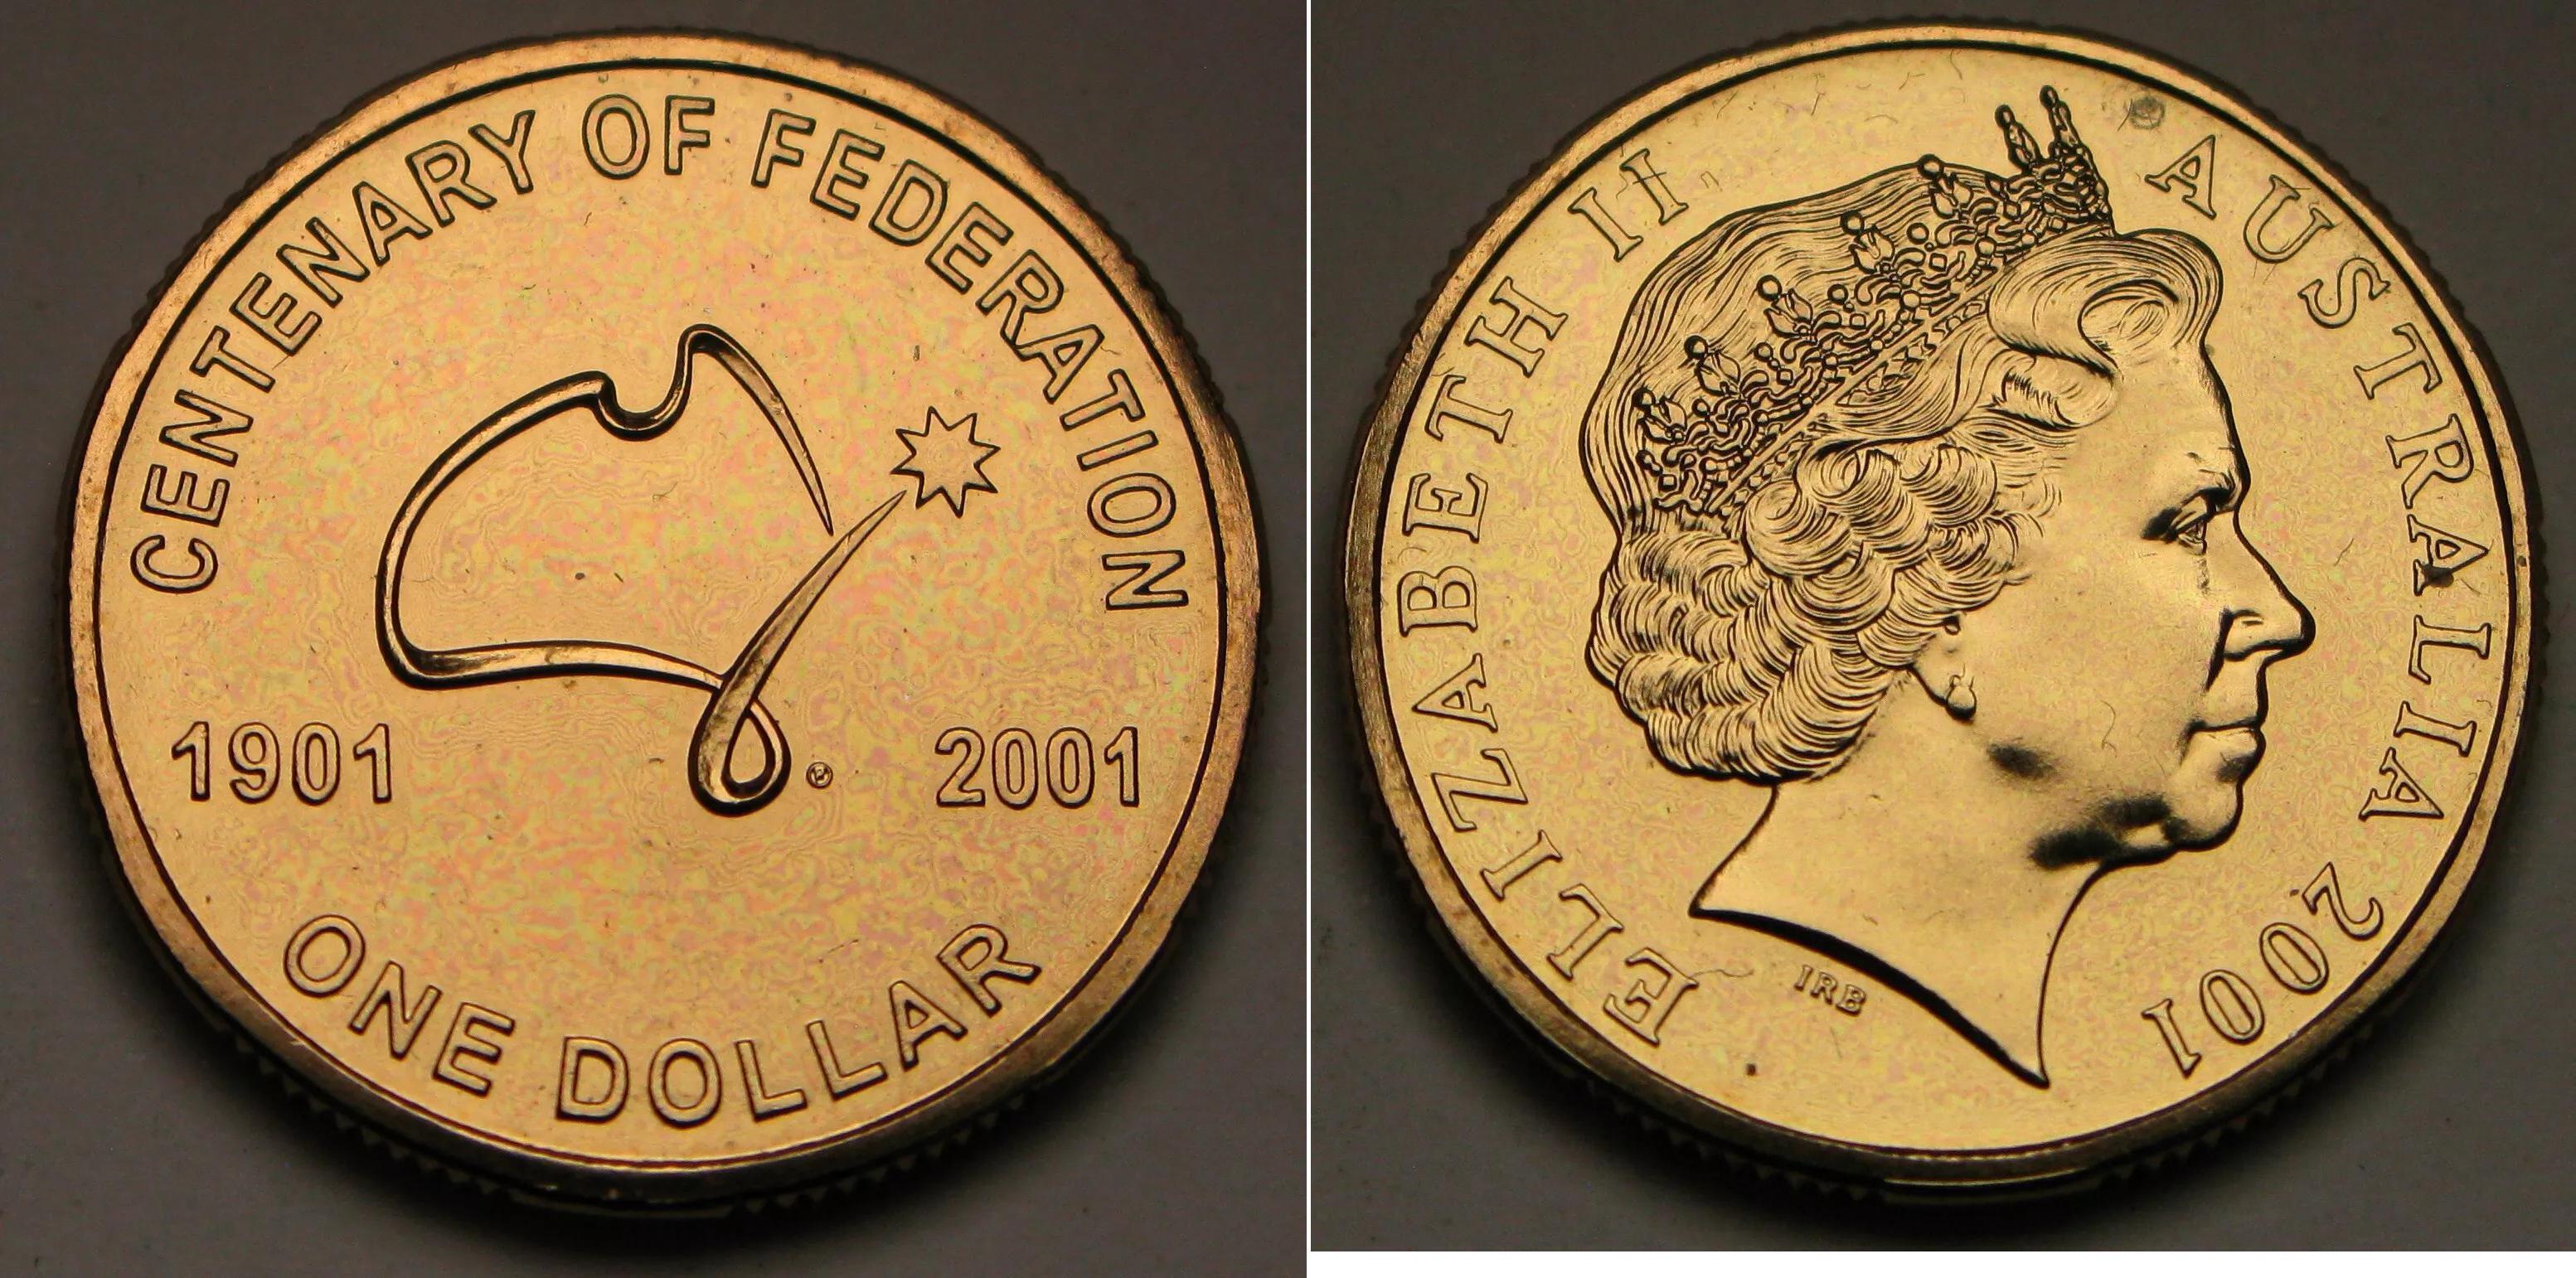 CENTENARY OF FEDERATION
1901
2001
ONE DOLLAR
ELIZABETH II
AUSTRALIA 2001
IRB